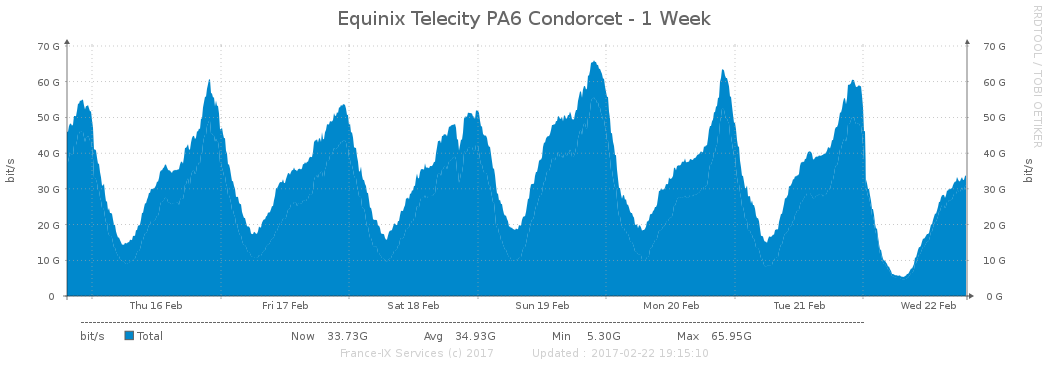 Equinix Telecity PA6 Condorcet - 1 Week
RRDTOOL / TOBI OETIKER
bit/s
70 G
60 G
50 G
40 G
30 G
20 G
10 G
0
70 G
60 G
50 G
40 G
30 G
20 G
10 G
0 G
bit/s
Thu 16 Feb Fri 17 Feb Sat 18 Feb Sun 19 Feb Mon 20 Feb Tue 21 Feb Wed 22 Feb
bit/s Total Now 33.73G Avg 34.93G Min 5.30G Max 65.95G
France-IX Services (c) 2017 Updated : 2017-02-22 19:15:10